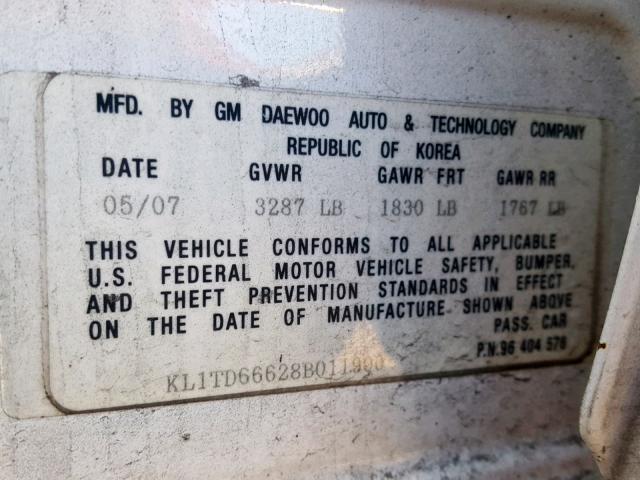 MFD. BY GM DAEWOO AUTO & TECHNOLOGY COMPANY
REPUBLIC OF KOREA
DATE GVWR GAWR FRT GAWR RR
05/07 3287 LB 1830 LB 1767 LB
THIS VEHICLE CONFORMS TO ALL APPLICABLE
U.S. FEDERAL MOTOR VEHICLE SAFETY, BUMPER,
AND THEFT PREVENTION STANDARDS IN EFFECT
ON THE DATE OF MANUFACTURE SHOWN ABOVE
PASS. CAR
P.N.96 404 578
KL1TD66628B011900